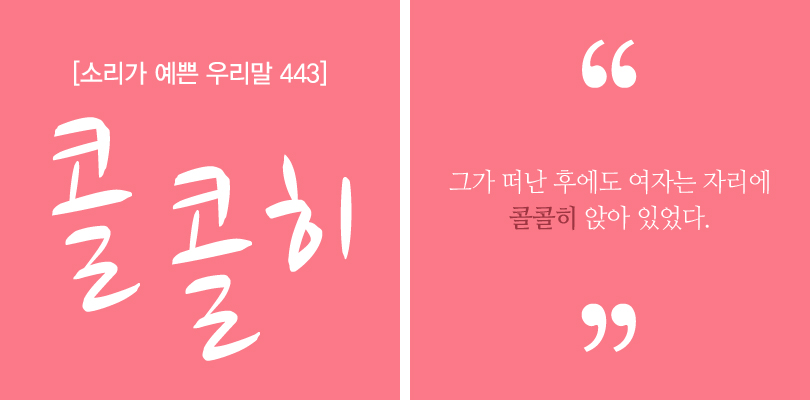 [소리가 예쁜 우리말 443]
콜콜히
“
그가 떠난 후에도 여자는 자리에
콜콜히 앉아 있었다.
”